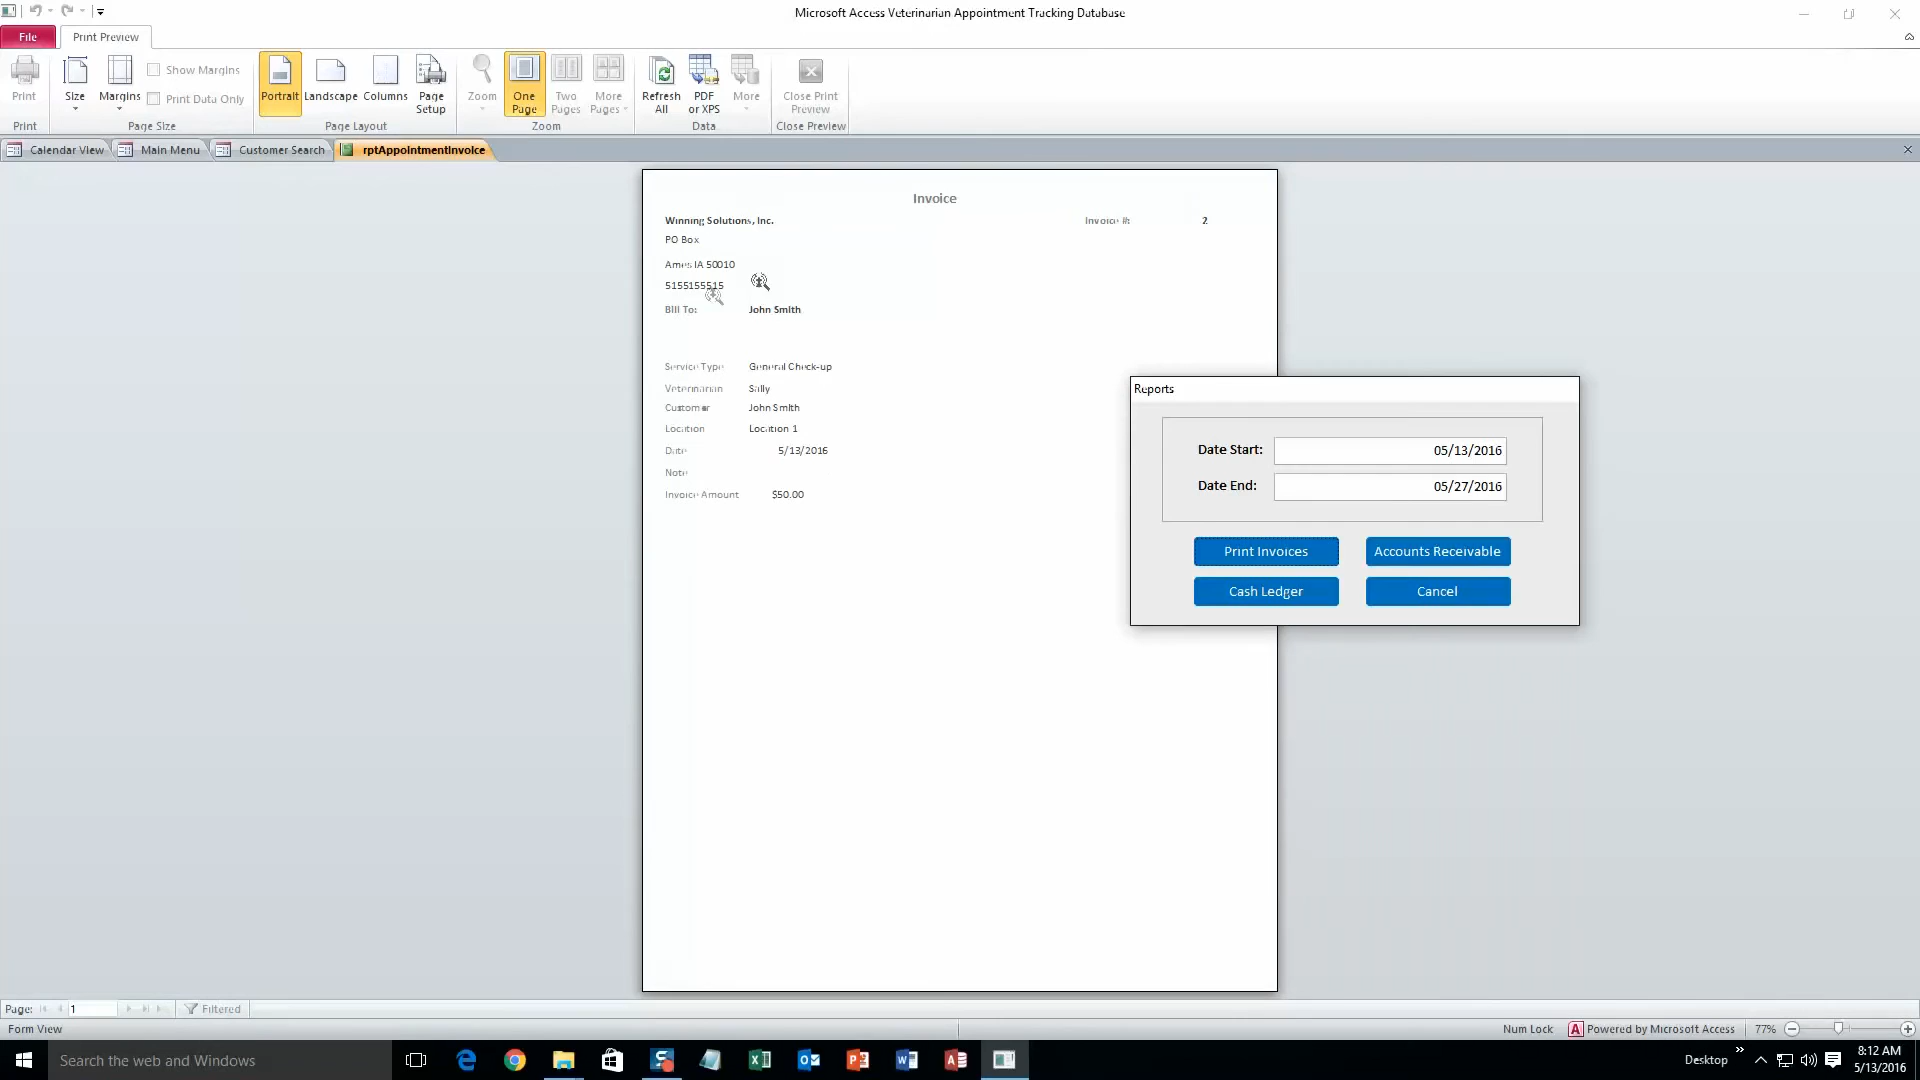 Microsoft Access Veterinarian Appointment Tracking Database
File
Print Preview
Print
Size
Margins
Show Margins
Print Data Only
Portrait
Landscape
Columns
Page Setup
Zoom
One Page
Two Pages
More Pages
Refresh All
PDF or XPS
More
Close Print Preview
Print
Page Size
Page Layout
Zoom
Data
Close Preview
Calendar View
Main Menu
Customer Search
rptAppointmentInvoice
Invoice
Winning Solutions, Inc.
Invoice #:
2
PO Box
Ames IA 50010
5155155515
Bill To:
John Smith
Service Type
General Check-up
Veterinarian
Sally
Customer
John Smith
Location
Location 1
Date
5/13/2016
Note
Invoice Amount
$50.00
Reports
Date Start:
05/13/2016
Date End:
05/27/2016
Print Invoices
Accounts Receivable
Cash Ledger
Cancel
Page:
1
Filtered
Form View
Num Lock
Powered by Microsoft Access
77%
Search the web and Windows
Desktop
8:12 AM
5/13/2016